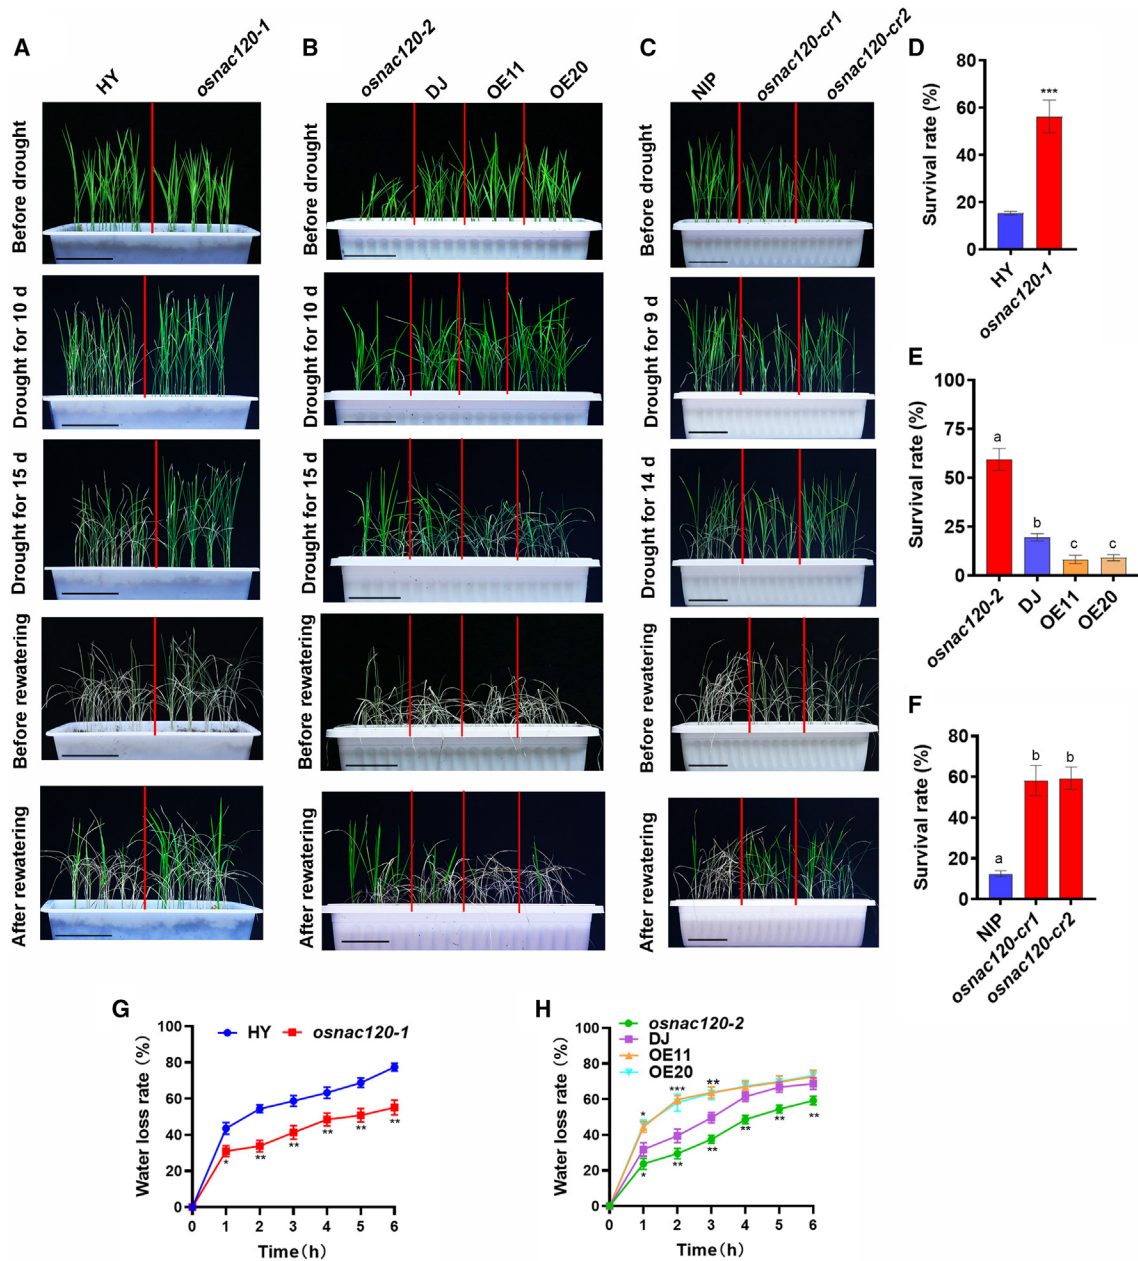 A
HY
osnac120-1
Before drought
Drought for 10 d
Drought for 15 d
Before rewatering
After rewatering
B
osnac120-2
DJ
OE11
OE20
Before drought
Drought for 10 d
Drought for 15 d
Before rewatering
After rewatering
C
NIP
osnac120-cr1
osnac120-cr2
Before drought
Drought for 9 d
Drought for 14 d
Before rewatering
After rewatering
D
Survival rate (%)
80
60
40
20
0
***
HY
osnac120-1
E
Survival rate (%)
100
75
50
25
0
a
b
c
c
osnac120-2
DJ
OE11
OE20
F
Survival rate (%)
80
60
40
20
0
a
b
b
NIP
osnac120-cr1
osnac120-cr2
G
HY
osnac120-1
Water loss rate (%)
100
80
60
40
20
0
*
**
**
**
**
**
0 1 2 3 4 5 6
Time(h)
H
osnac120-2
DJ
OE11
OE20
Water loss rate (%)
100
80
60
40
20
0
*
***
**
*
**
**
**
**
**
0 1 2 3 4 5 6
Time(h)